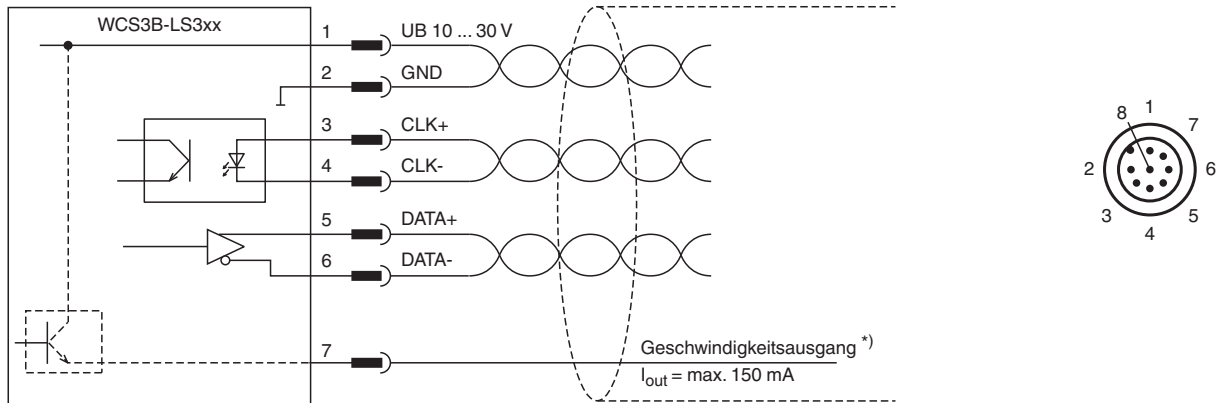 WCS3B-LS3xx
1 UB 10 ... 30 V
2 GND
3 CLK+
4 CLK-
5 DATA+
6 DATA-
7 Geschwindigkeitsausgang *)
Iout = max. 150 mA
8 1 7
2 6
3 5
4